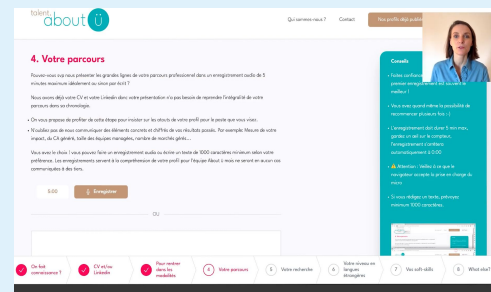 talent
about ü
Qui sommes-nous ?
Contact
Nos profils déjà publiés
4. Votre parcours
Pouvez-vous nous présenter les grandes lignes de votre parcours professionnel dans un enregistrement audio de 5
minutes maximum idéalement ou sinon par écrit ?
Nous avons déjà votre CV et votre Linkedin donc votre présentation n'a pas besoin de reprendre l'intégralité de votre
parcours dans sa chronologie.
• On vous propose de profiter de cette étape pour insister sur les atouts de votre profil pour le poste que vous visez.
• N'oubliez pas de nous communiquer des éléments concrets et chiffrés de vos résultats passés. Par exemple: Mesure de votre
impact, du CA généré, taille des équipes managées, nombre de marchés gérés ...
Vous avez le choix ! vous pouvez faire un enregistrement audio ou écrire un texte de 1000 caractères minimum selon votre
préférence. Les enregistrements servent à la compréhension de votre profil pour l'équipe About ü mais ne seront en aucun cas
communiqués à des tiers.
5:00
Enregistrer
OU
Conseils
• Faites confiance
premier enregistrement est souvent le
meilleur !
• Vous avez quand même la possibilité de
recommencer plusieurs fois :-)
• L'enregistrement doit durer 5 min max,
gardez un œil sur le compteur,
l'enregistrement s'arrêtera
automatiquement à 0:00
• Attention : Veillez à ce que le
navigateur accepte la prise en charge du
micro
• Si vous rédigez un texte, prévoyez
minimum 1000 caractères.
On fait
connaissance ?
CV et/ou
Linkedin
Pour rentrer
dans les
modalités
4 Votre parcours
5 Votre recherche
6 Votre niveau en
langues
étrangères
7 Vos soft-skills
8 What else?